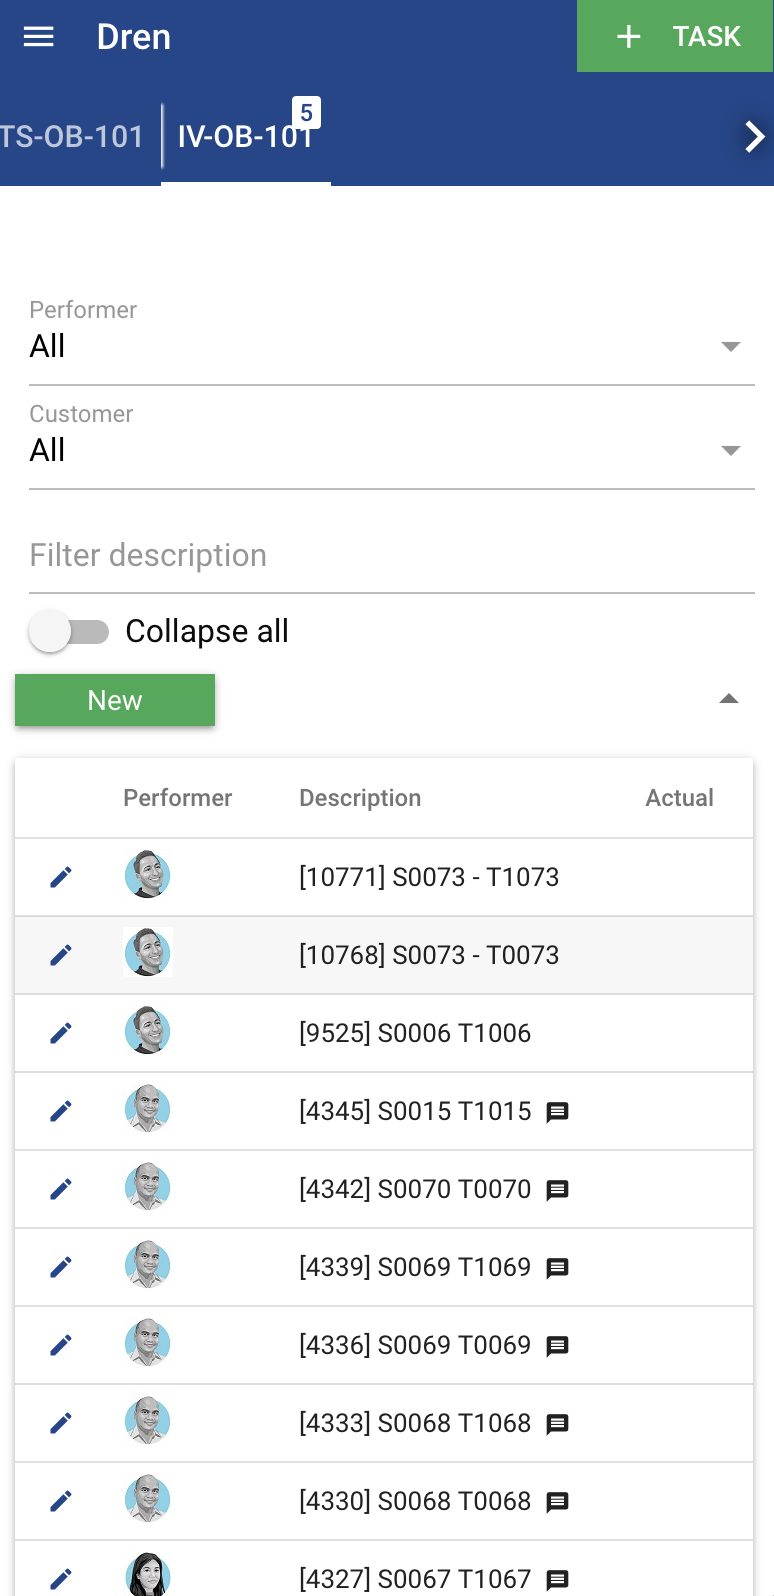 Dren
+ TASK
TS-OB-101
IV-OB-101
5
Performer
All
Customer
All
Filter description
Collapse all
New
Performer Description Actual
[10771] S0073 - T1073
[10768] S0073 - T0073
[9525] S0006 T1006
[4345] S0015 T1015
[4342] S0070 T0070
[4339] S0069 T1069
[4336] S0069 T0069
[4333] S0068 T1068
[4330] S0068 T0068
[4327] S0067 T1067